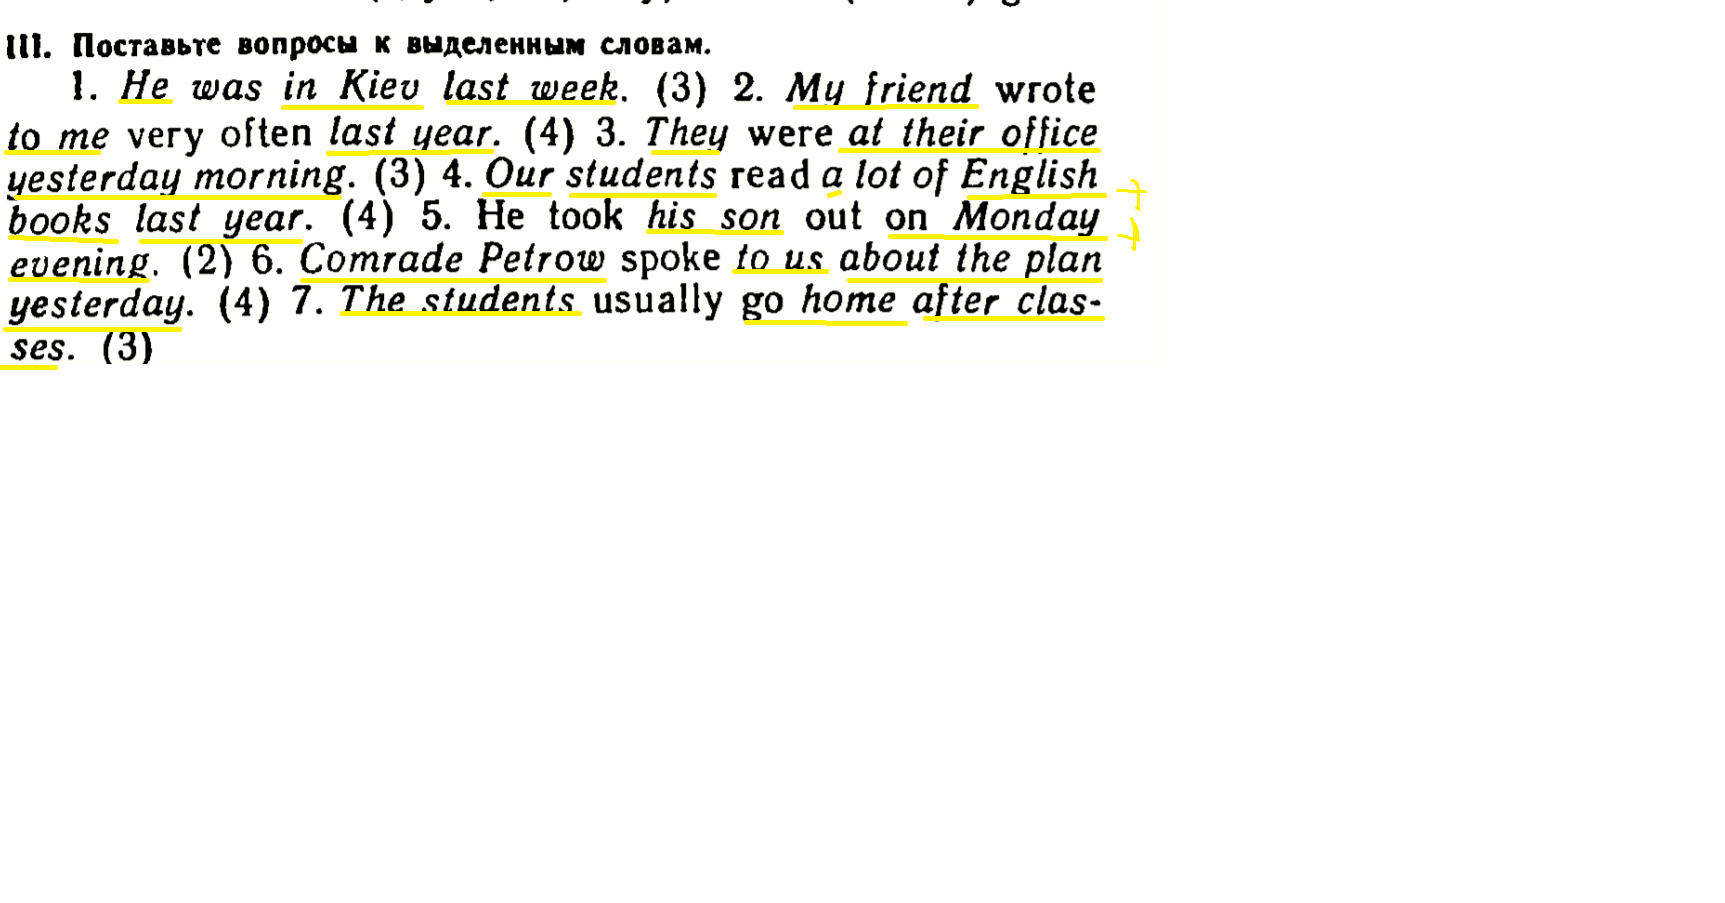 III. Поставьте вопросы к выделенным словам.
1. He was in Kiev last week. (3) 2. My friend wrote
to me very often last year. (4) 3. They were at their office
yesterday morning. (3) 4. Our students read a lot of English
books last year. (4) 5. He took his son out on Monday
evening. (2) 6. Comrade Petrow spoke to us about the plan
yesterday. (4) 7. The students usually go home after clas-
ses. (3)